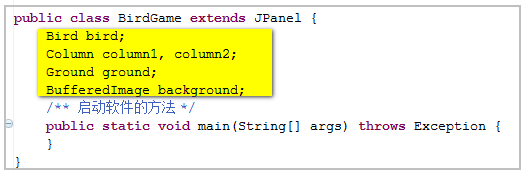 public class BirdGame extends JPanel {
Bird bird;
Column column1, column2;
Ground ground;
BufferedImage background;
/** 启动软件的方法 */
public static void main(String[] args) throws Exception {
}
}